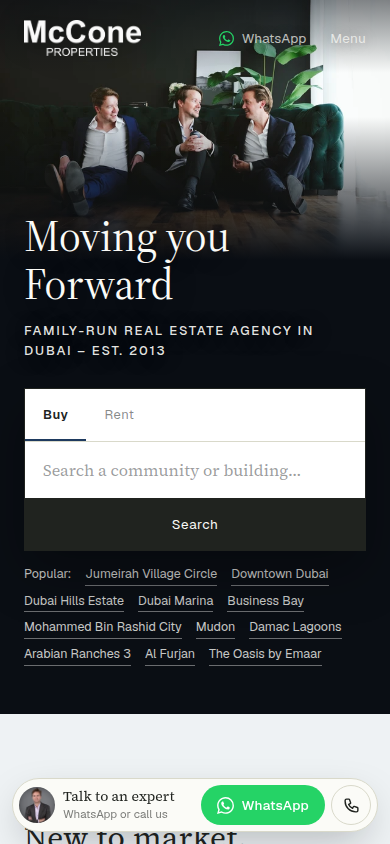 McCone
PROPERTIES
WhatsApp Menu
Moving you
Forward
FAMILY-RUN REAL ESTATE AGENCY IN
DUBAI – EST. 2013
Buy Rent
Search a community or building...
Search
Popular: Jumeirah Village Circle Downtown Dubai
Dubai Hills Estate Dubai Marina Business Bay
Mohammed Bin Rashid City Mudon Damac Lagoons
Arabian Ranches 3 Al Furjan The Oasis by Emaar
Talk to an expert
WhatsApp or call us
WhatsApp
New to market.